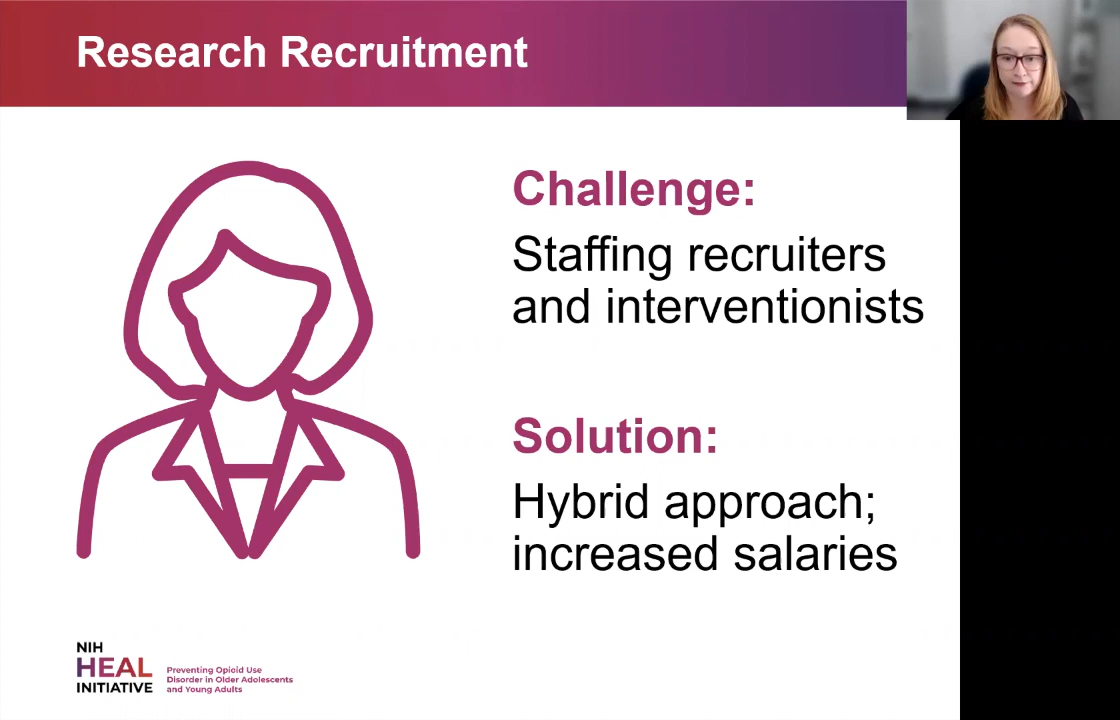 Research Recruitment
Challenge:
Staffing recruiters
and interventionists
Solution:
Hybrid approach;
increased salaries
NIH
HEAL
INITIATIVE
Preventing Opioid Use
Disorder in Older Adolescents
and Young Adults